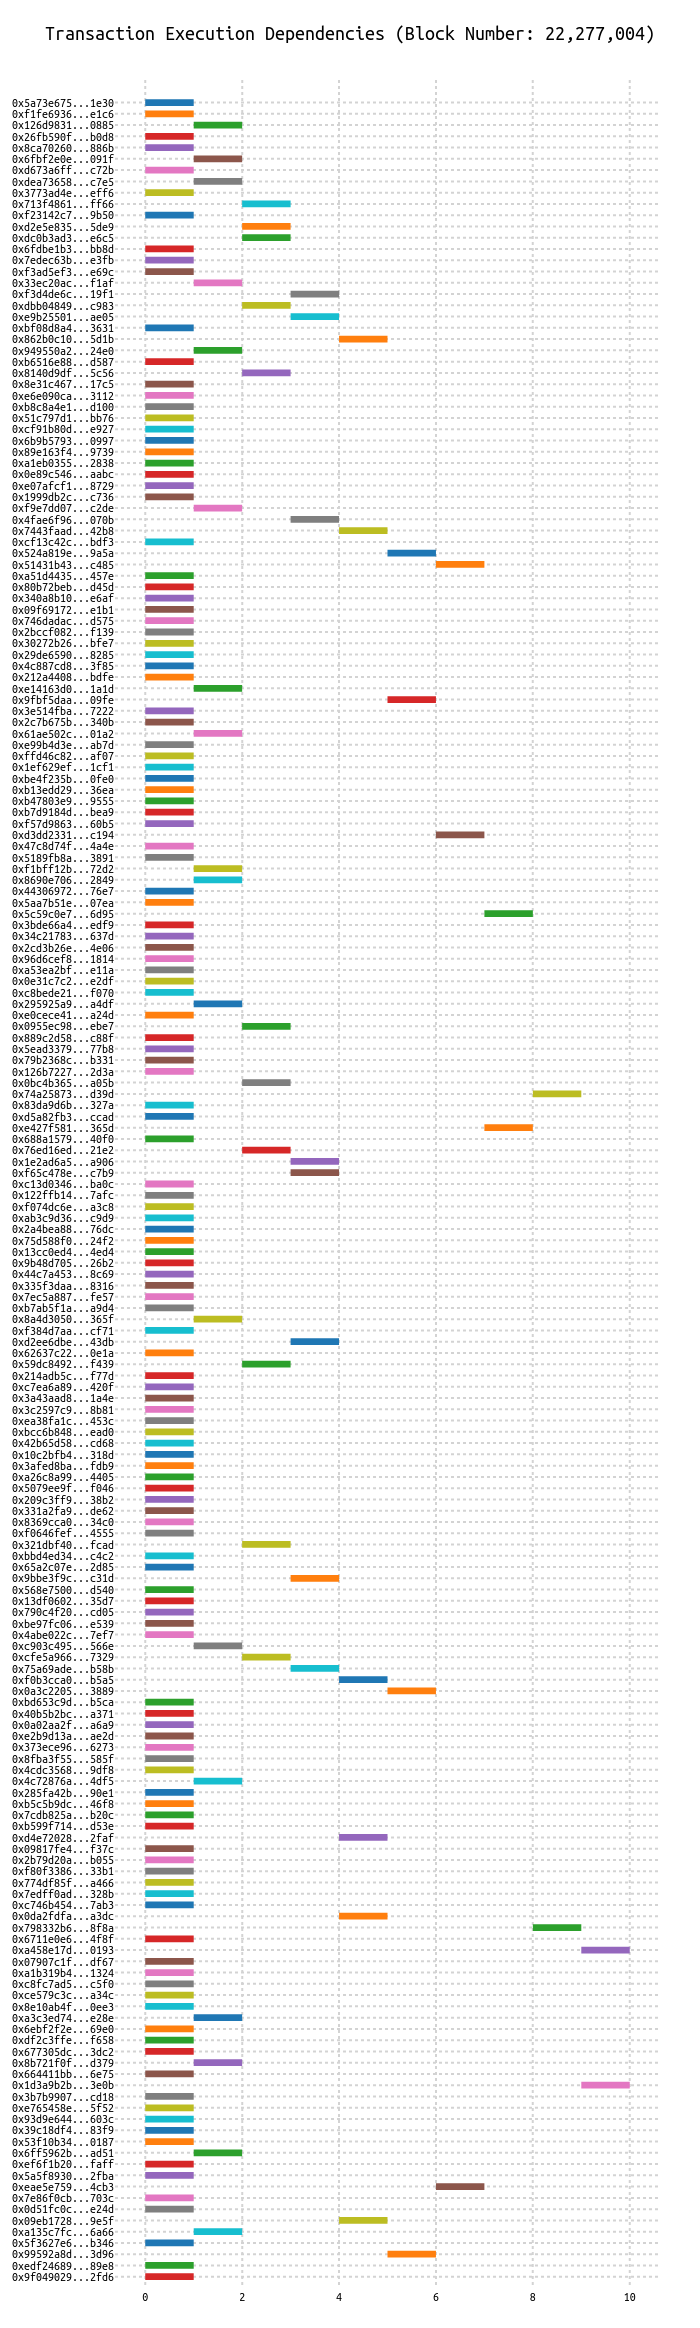 Transaction Execution Dependencies (Block Number: 22,277,004)
0x5a73e675...1e30
0xf1fe6936...e1c6
0x126d9831...0885
0x26fb590f...b0d8
0x8ca70260...886b
0x6fbf2e0e...091f
0xd673a6ff...c72b
0xdea73658...c7e5
0x3773ad4e...eff6
0x713f4861...ff66
0xf23142c7...9b50
0xd2e5e835...5de9
0xdc0b3ad3...e6c5
0x6fdbe1b3...bb8d
0x7edec63b...e3fb
0xf3ad5ef3...e69c
0x33ec20ac...f1af
0xf3d4de6c...19f1
0xdbb04849...c983
0xe9b25501...ae05
0xbf08d8a4...3631
0x862b0c10...5d1b
0x949550a2...24e0
0xb6516e88...d587
0x8140d9df...5c56
0x8e31c467...17c5
0xe6e090ca...3112
0xb8c8a4e1...d100
0x51c797d1...bb76
0xcf91b80d...e927
0x6b9b5793...0997
0x89e163f4...9739
0xa1eb0355...2838
0x0e89c546...aabc
0xe07afcf1...8729
0x1999db2c...c736
0xf9e7dd07...c2de
0x4fae6f96...070b
0x7443faad...42b8
0xcf13c42c...bdf3
0x524a819e...9a5a
0x51431b43...c485
0xa51d4435...457e
0x80b72beb...d45d
0x340a8b10...e6af
0x09f69172...e1b1
0x746dadac...d575
0x2bccf082...f139
0x30272b26...bfe7
0x29de6590...8285
0x4c887cd8...3f85
0x212a4408...bdfe
0xe14163d0...1a1d
0x9fbf5daa...09fe
0x3e514fba...7222
0x2c7b675b...340b
0x61ae502c...01a2
0xe99b4d3e...ab7d
0xffd46c82...af07
0x1ef629ef...1cf1
0xbe4f235b...0fe0
0xb13edd29...36ea
0xb47803e9...9555
0xb7d9184d...bea9
0xf57d9863...60b5
0xd3dd2331...c194
0x47c8d74f...4a4e
0x5189fb8a...3891
0xf1bff12b...72d2
0x8690e706...2849
0x44306972...76e7
0x5aa7b51e...07ea
0x5c59c0e7...6d95
0x3bde66a4...edf9
0x34c21783...637d
0x2cd3b26e...4e06
0x96d6cef8...1814
0xa53ea2bf...e11a
0x0e31c7c2...e2df
0xc8bede21...f070
0x295925a9...a4df
0xe0cece41...a24d
0x0955ec98...ebe7
0x889c2d58...c88f
0x5ead3379...77b8
0x79b2368c...b331
0x126b7227...2d3a
0x0bc4b365...a05b
0x74a25873...d39d
0x83da9d6b...327a
0xd5a82fb3...ccad
0xe427f581...365d
0x688a1579...40f0
0x76ed16ed...21e2
0x1e2ad6a5...a906
0xf65c478e...c7b9
0xc13d0346...ba0c
0x122ffb14...7afc
0xf074dc6e...a3c8
0xab3c9d36...c9d9
0x2a4bea88...76dc
0x75d588f0...24f2
0x13cc0ed4...4ed4
0x9b48d705...26b2
0x44c7a453...8c69
0x335f3daa...8316
0x7ec5a887...fe57
0xb7ab5f1a...a9d4
0x8a4d3050...365f
0xf384d7aa...cf71
0xd2ee6dbe...43db
0x62637c22...0e1a
0x59dc8492...f439
0x214adb5c...f77d
0xc7ea6a89...420f
0x3a43aad8...1a4e
0x3c2597c9...8b81
0xea38fa1c...453c
0xbcc6b848...ead0
0x42b65d58...cd68
0x10c2bfb4...318d
0x3afed8ba...fdb9
0xa26c8a99...4405
0x5079ee9f...f046
0x209c3ff9...38b2
0x331a2fa9...de62
0x8369cca0...34c0
0xf0646fef...4555
0x321dbf40...fcad
0xbbd4ed34...c4c2
0x65a2c07e...2d85
0x9bbe3f9c...c31d
0x568e7500...d540
0x13df0602...35d7
0x790c4f20...cd05
0xbe97fc06...e539
0x4abe022c...7ef7
0xc903c495...566e
0xcfe5a966...7329
0x75a69ade...b58b
0xf0b3cca0...b5a5
0x0a3c2205...3889
0xbd653c9d...b5ca
0x40b5b2bc...a371
0x0a02aa2f...a6a9
0xe2b9d13a...ae2d
0x373ece96...6273
0x8fba3f55...585f
0x4cdc3568...9df8
0x4c72876a...4df5
0x285fa42b...90e1
0xb5c5b9dc...46f8
0x7cdb825a...b20c
0xb599f714...d53e
0xd4e72028...2faf
0x09817fe4...f37c
0x2b79d20a...b055
0xf80f3386...33b1
0x774df85f...a466
0x7edff0ad...328b
0xc746b454...7ab3
0x0da2fdfa...a3dc
0x798332b6...8f8a
0x6711e0e6...4f8f
0xa458e17d...0193
0x07907c1f...df67
0xa1b319b4...1324
0xc8fc7ad5...c5f0
0xce579c3c...a34c
0x8e10ab4f...0ee3
0xa3c3ed74...e28e
0x6ebf2f2e...69e0
0xdf2c3ffe...f658
0x677305dc...3dc2
0x8b721f0f...d379
0x664411bb...6e75
0x1d3a9b2b...3e0b
0x3b7b9907...cd18
0xe765458e...5f52
0x93d9e644...603c
0x39c18df4...83f9
0x53f10b34...0187
0x6ff5962b...ad51
0xef6f1b20...faff
0x5a5f8930...2fba
0xeae5e759...4cb3
0x7e86f0cb...703c
0x0d51fc0c...e24d
0x09eb1728...9e5f
0xa135c7fc...6a66
0x5f3627e6...b346
0x99592a8d...3d96
0xedf24689...89e8
0x9f049029...2fd6
0 2 4 6 8 10